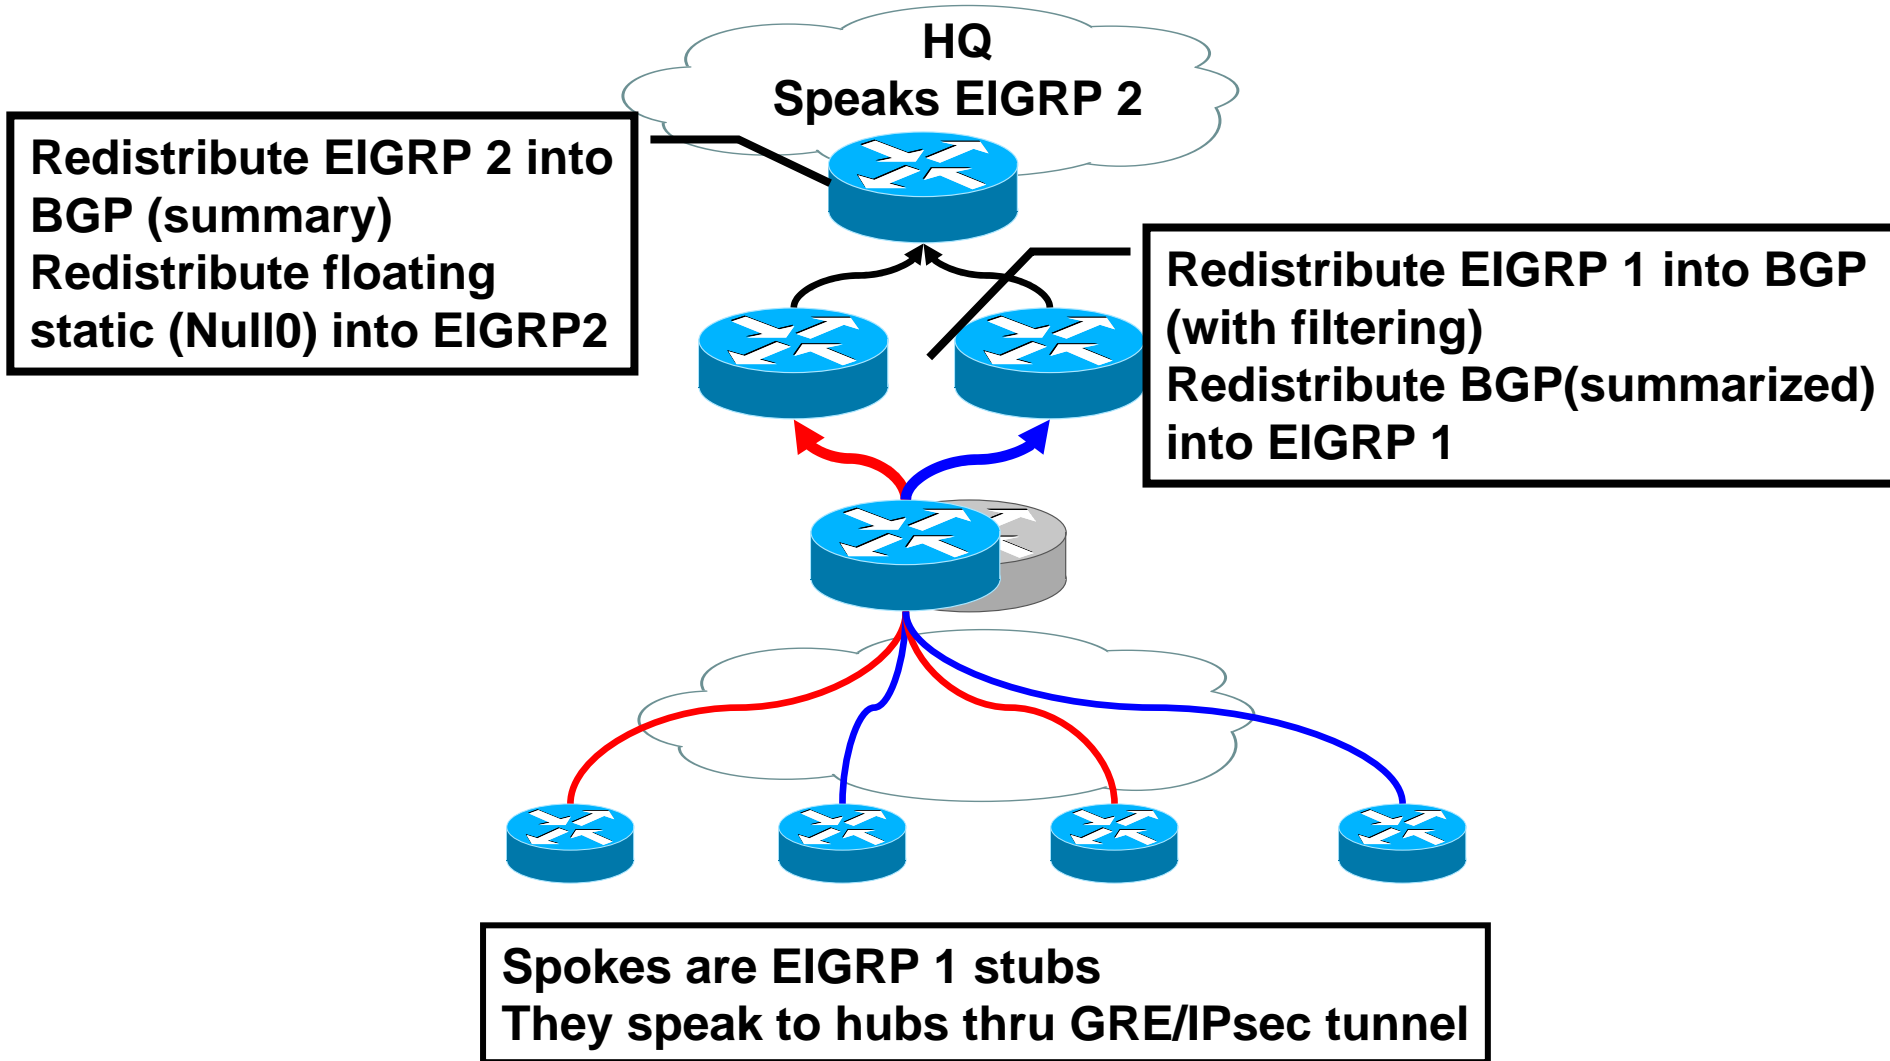 HQ
Speaks EIGRP 2
Redistribute EIGRP 2 into
BGP (summary)
Redistribute floating
static (Null0) into EIGRP2
Redistribute EIGRP 1 into BGP
(with filtering)
Redistribute BGP(summarized)
into EIGRP 1
Spokes are EIGRP 1 stubs
They speak to hubs thru GRE/IPsec tunnel